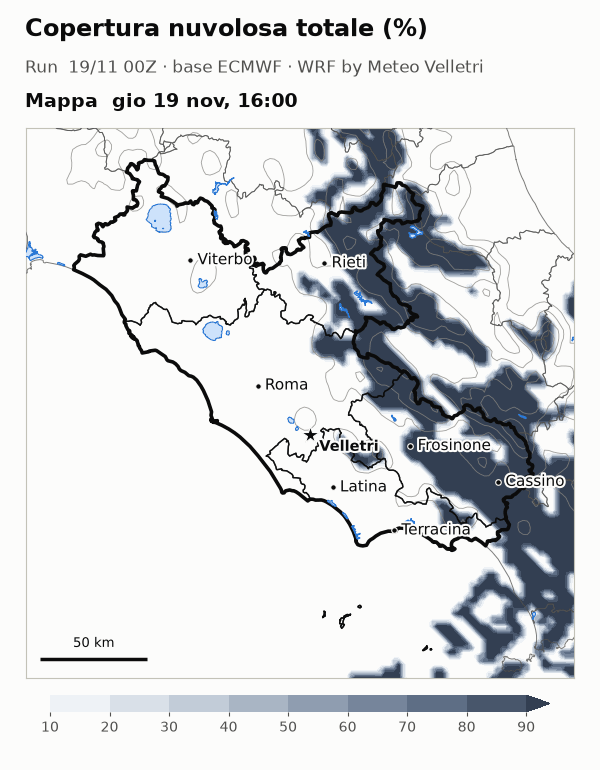 Copertura nuvolosa totale (%)
Run  19/11 00Z · base ECMWF · WRF by Meteo Velletri
Mappa  gio 19 nov, 16:00
Viterbo
Rieti
Roma
Velletri
Frosinone
Latina
Cassino
Terracina
50 km
10 20 30 40 50 60 70 80 90